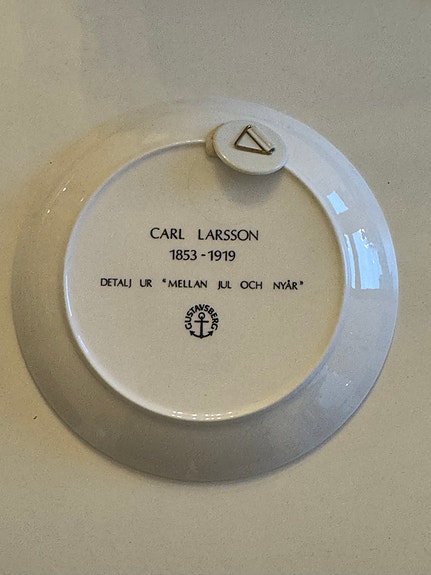 CARL LARSSON
1853 - 1919
DETALJ UR "MELLAN JUL OCH NYÅR"
GUSTAVSBERG